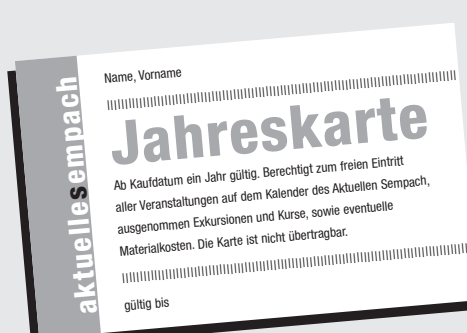 aktuellesempach
Name, Vorname
Jahreskarte
Ab Kaufdatum ein Jahr gültig. Berechtigt zum freien Eintritt
aller Veranstaltungen auf dem Kalender des Aktuellen Sempach,
ausgenommen Exkursionen und Kurse, sowie eventuelle
Materialkosten. Die Karte ist nicht übertragbar.
gültig bis